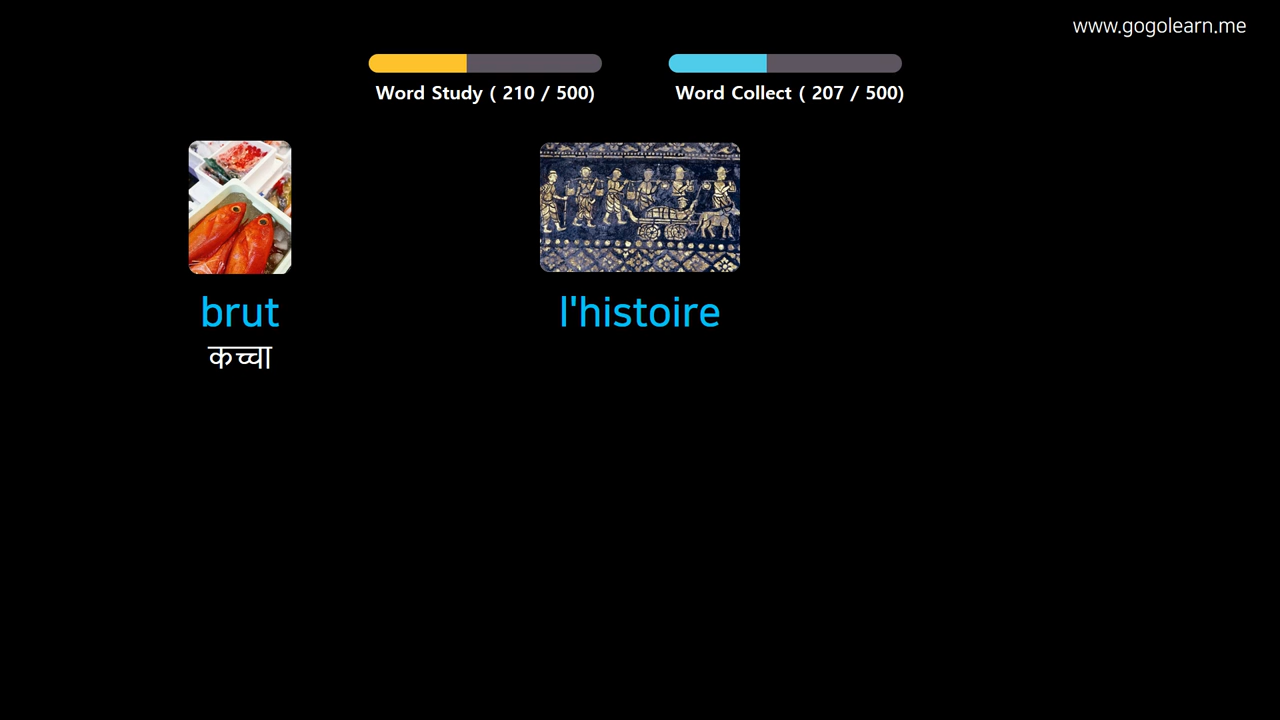 www.gogolearn.me
Word Study ( 210 / 500)
Word Collect ( 207 / 500)
brut
l'histoire
कच्चा